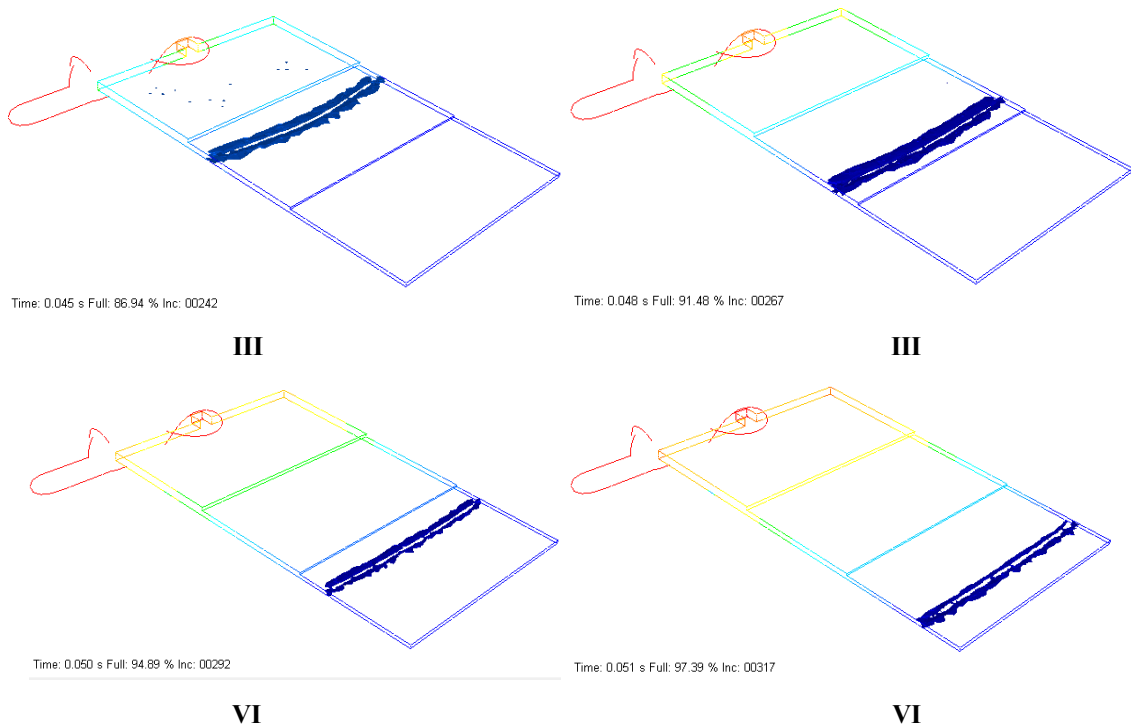 Time: 0.045 s Full: 86.94 % Inc: 00242
Time: 0.048 s Full: 91.48 % Inc: 00267
III
III
Time: 0.050 s Full: 94.89 % Inc: 00292
Time: 0.051 s Full: 97.39 % Inc: 00317
VI
VI